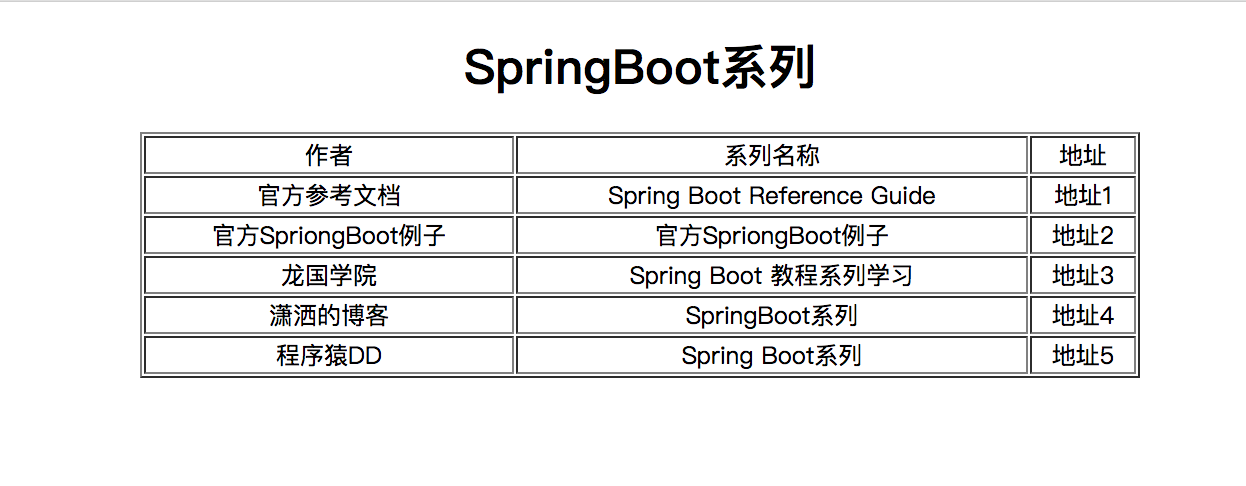 SpringBoot系列
作者 系列名称 地址
官方参考文档 Spring Boot Reference Guide 地址1
官方SpriongBoot例子 官方SpriongBoot例子 地址2
龙国学院 Spring Boot 教程系列学习 地址3
潇洒的博客 SpringBoot系列 地址4
程序猿DD Spring Boot系列 地址5